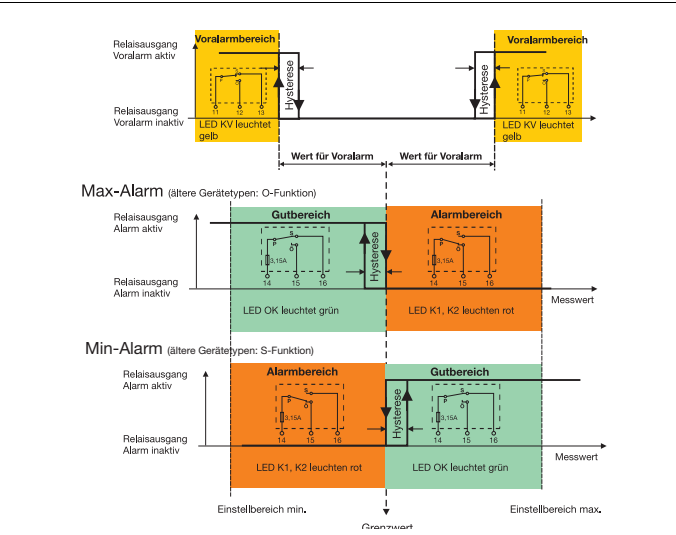 Voralarmbereich
Voralarmbereich
Relaisausgang
Voralarm aktiv
Hysterese
Hysterese
P
S
P
S
11 12 13
11 12 13
Relaisausgang
Voralarm inaktiv
LED KV leuchtet
gelb
LED KV leuchtet
gelb
Wert für Voralarm
Wert für Voralarm
Max-Alarm (ältere Gerätetypen: O-Funktion)
Relaisausgang
Alarm aktiv
Gutbereich
Alarmbereich
P
S
Ö
3,15A
14 15 16
Hysterese
P
S
Ö
3,15A
14 15 16
Relaisausgang
Alarm inaktiv
Messwert
LED OK leuchtet grün
LED K1, K2 leuchten rot
Min-Alarm (ältere Gerätetypen: S-Funktion)
Relaisausgang
Alarm aktiv
Alarmbereich
Gutbereich
P
S
Ö
3,15A
14 15 16
Hysterese
P
S
Ö
3,15A
14 15 16
Relaisausgang
Alarm inaktiv
Messwert
LED K1, K2 leuchten rot
LED OK leuchtet grün
Einstellbereich min.
Einstellbereich max.
Grenzwert